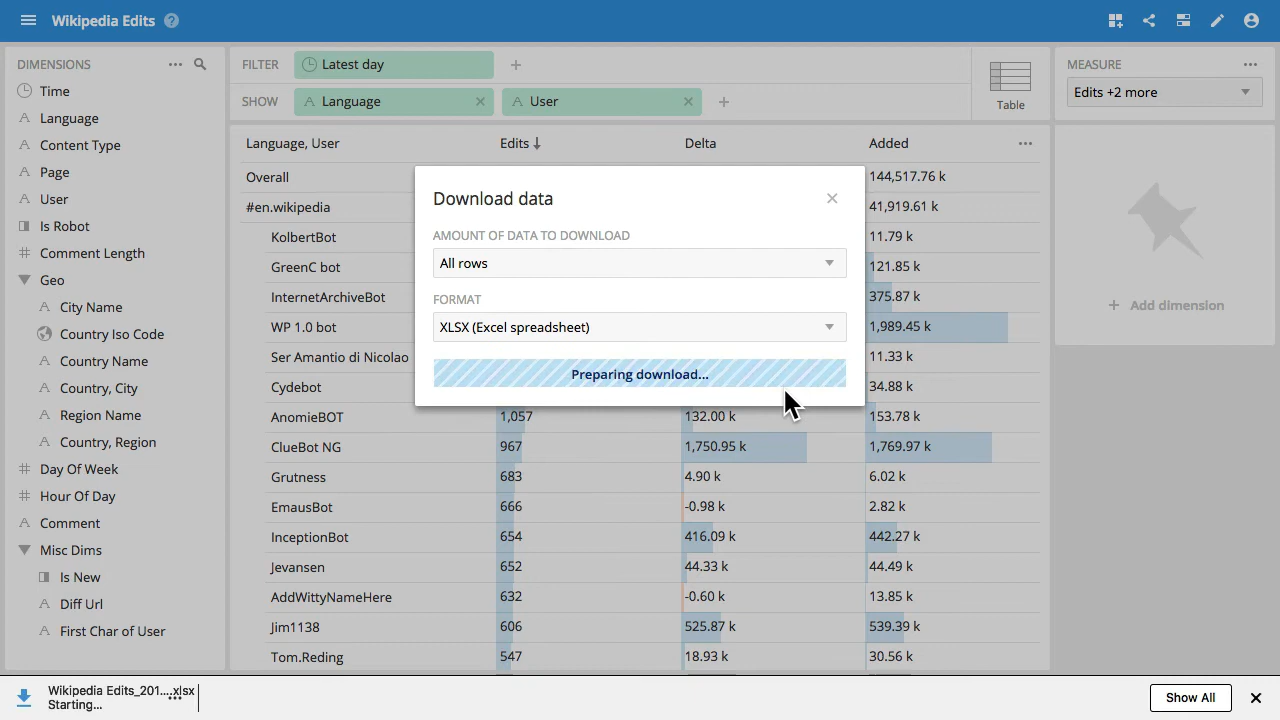 Wikipedia Edits ?
DIMENSIONS
Time
Language
Content Type
Page
User
Is Robot
Comment Length
Geo
City Name
Country Iso Code
Country Name
Country, City
Region Name
Country, Region
Day Of Week
Hour Of Day
Comment
Misc Dims
Is New
Diff Url
First Char of User
FILTER Latest day +
SHOW Language × User × +
Table
MEASURE
Edits +2 more
+ Add dimension
Language, User Edits Delta Added
Overall 144,517.76 k
#en.wikipedia 41,919.61 k
KolbertBot 11.79 k
GreenC bot 121.85 k
InternetArchiveBot 375.87 k
WP 1.0 bot 1,989.45 k
Ser Amantio di Nicolao 11.33 k
Cydebot 34.88 k
AnomieBOT 1,057 132.00 k 153.78 k
ClueBot NG 967 1,750.95 k 1,769.97 k
Grutness 683 4.90 k 6.02 k
EmausBot 666 -0.98 k 2.82 k
InceptionBot 654 416.09 k 442.27 k
Jevansen 652 44.33 k 44.49 k
AddWittyNameHere 632 -0.60 k 13.85 k
Jim1138 606 525.87 k 539.39 k
Tom.Reding 547 18.93 k 30.56 k
Download data
AMOUNT OF DATA TO DOWNLOAD
All rows
FORMAT
XLSX (Excel spreadsheet)
Preparing download...
Wikipedia Edits_201....xlsx
Starting...
Show All